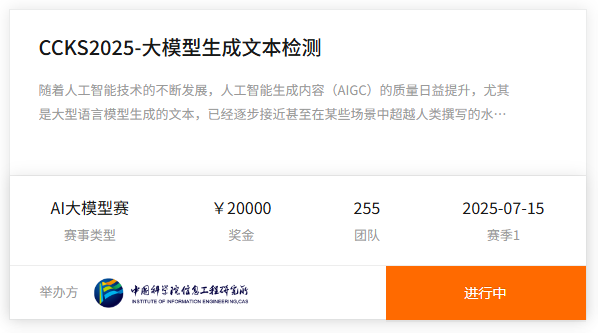 CCKS2025-大模型生成文本检测
随着人工智能技术的不断发展，人工智能生成内容（AIGC）的质量日益提升，尤其
是大型语言模型生成的文本，已经逐步接近甚至在某些场景中超越人类撰写的水…
AI大模型赛 ￥20000 255 2025-07-15
赛事类型 奖金 团队 赛季1
举办方 中国科学院信息工程研究所 进行中
INSTITUTE OF INFORMATION ENGINEERING,CAS